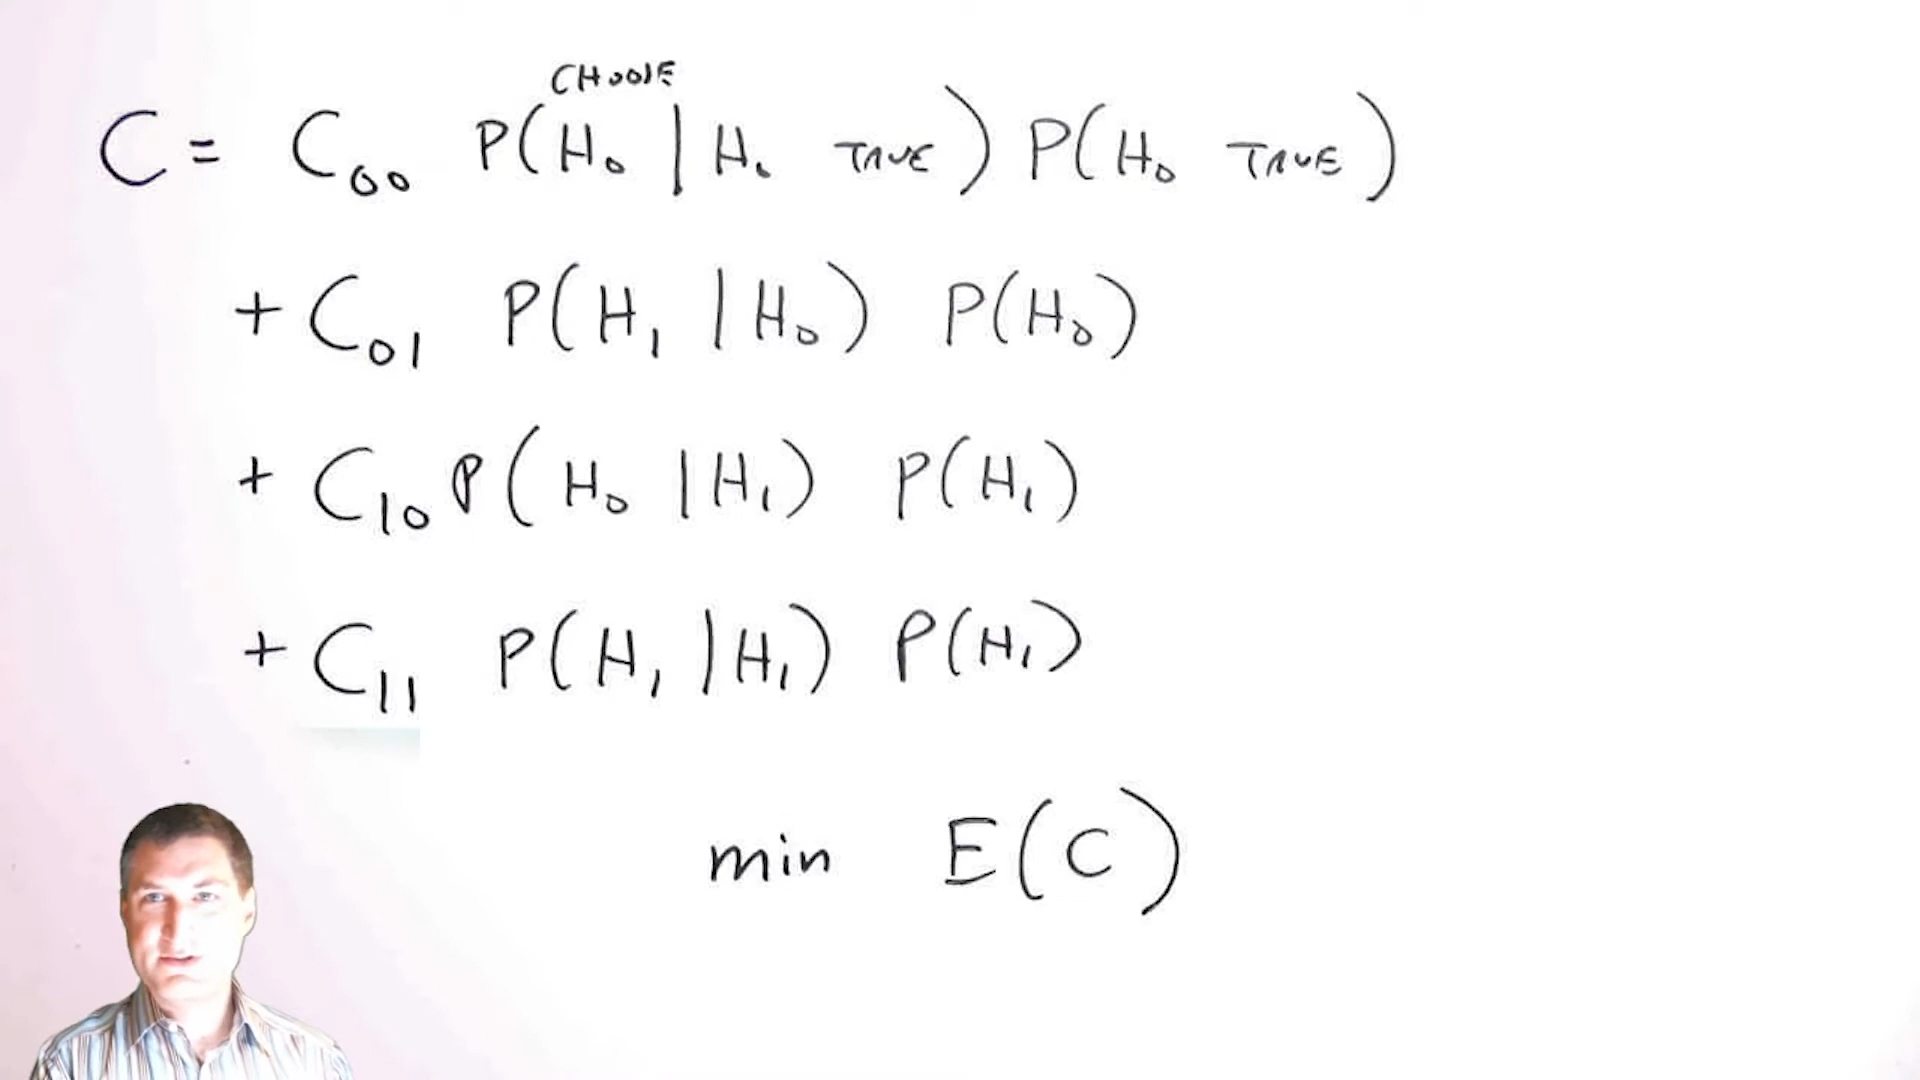 CHOOSE
C = C₀₀ P(H₀ | H₀ TRUE) P(H₀ TRUE)
+ C₀₁ P(H₁ | H₀) P(H₀)
+ C₁₀ P(H₀ | H₁) P(H₁)
+ C₁₁ P(H₁ | H₁) P(H₁)
min E(C)